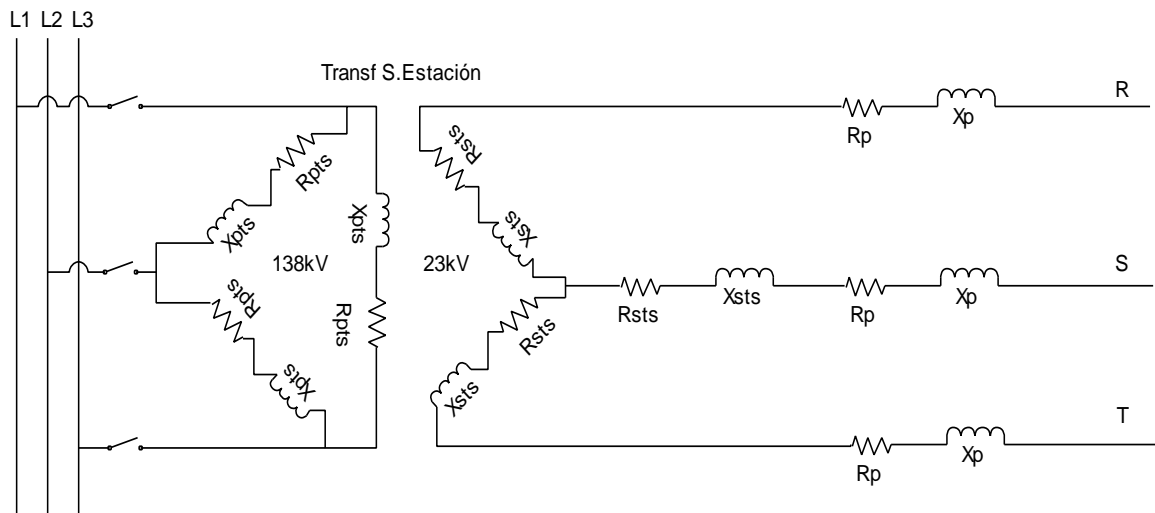 L1 L2 L3
Transf S.Estación
R
Rp
Xp
Rpts
Xpts
Xpts
138kV
Rpts
Xpts
Rpts
Rsts
Xsts
23kV
S
Rsts
Xsts
Rp
Xp
Rsts
Xsts
T
Rp
Xp